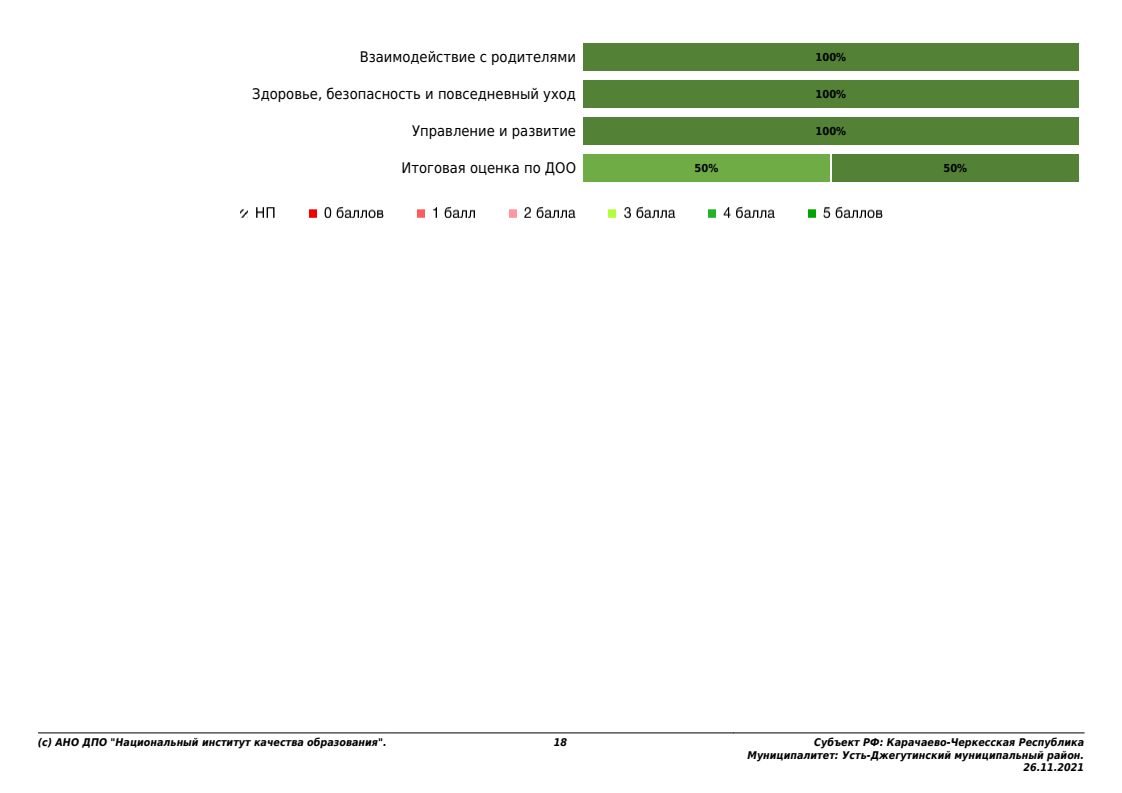 Взаимодействие с родителями 100%
Здоровье, безопасность и повседневный уход 100%
Управление и развитие 100%
Итоговая оценка по ДОО 50% 50%
НП 0 баллов 1 балл 2 балла 3 балла 4 балла 5 баллов
(с) АНО ДПО "Национальный институт качества образования". 18 Субъект РФ: Карачаево-Черкесская Республика
Муниципалитет: Усть-Джегутинский муниципальный район.
26.11.2021